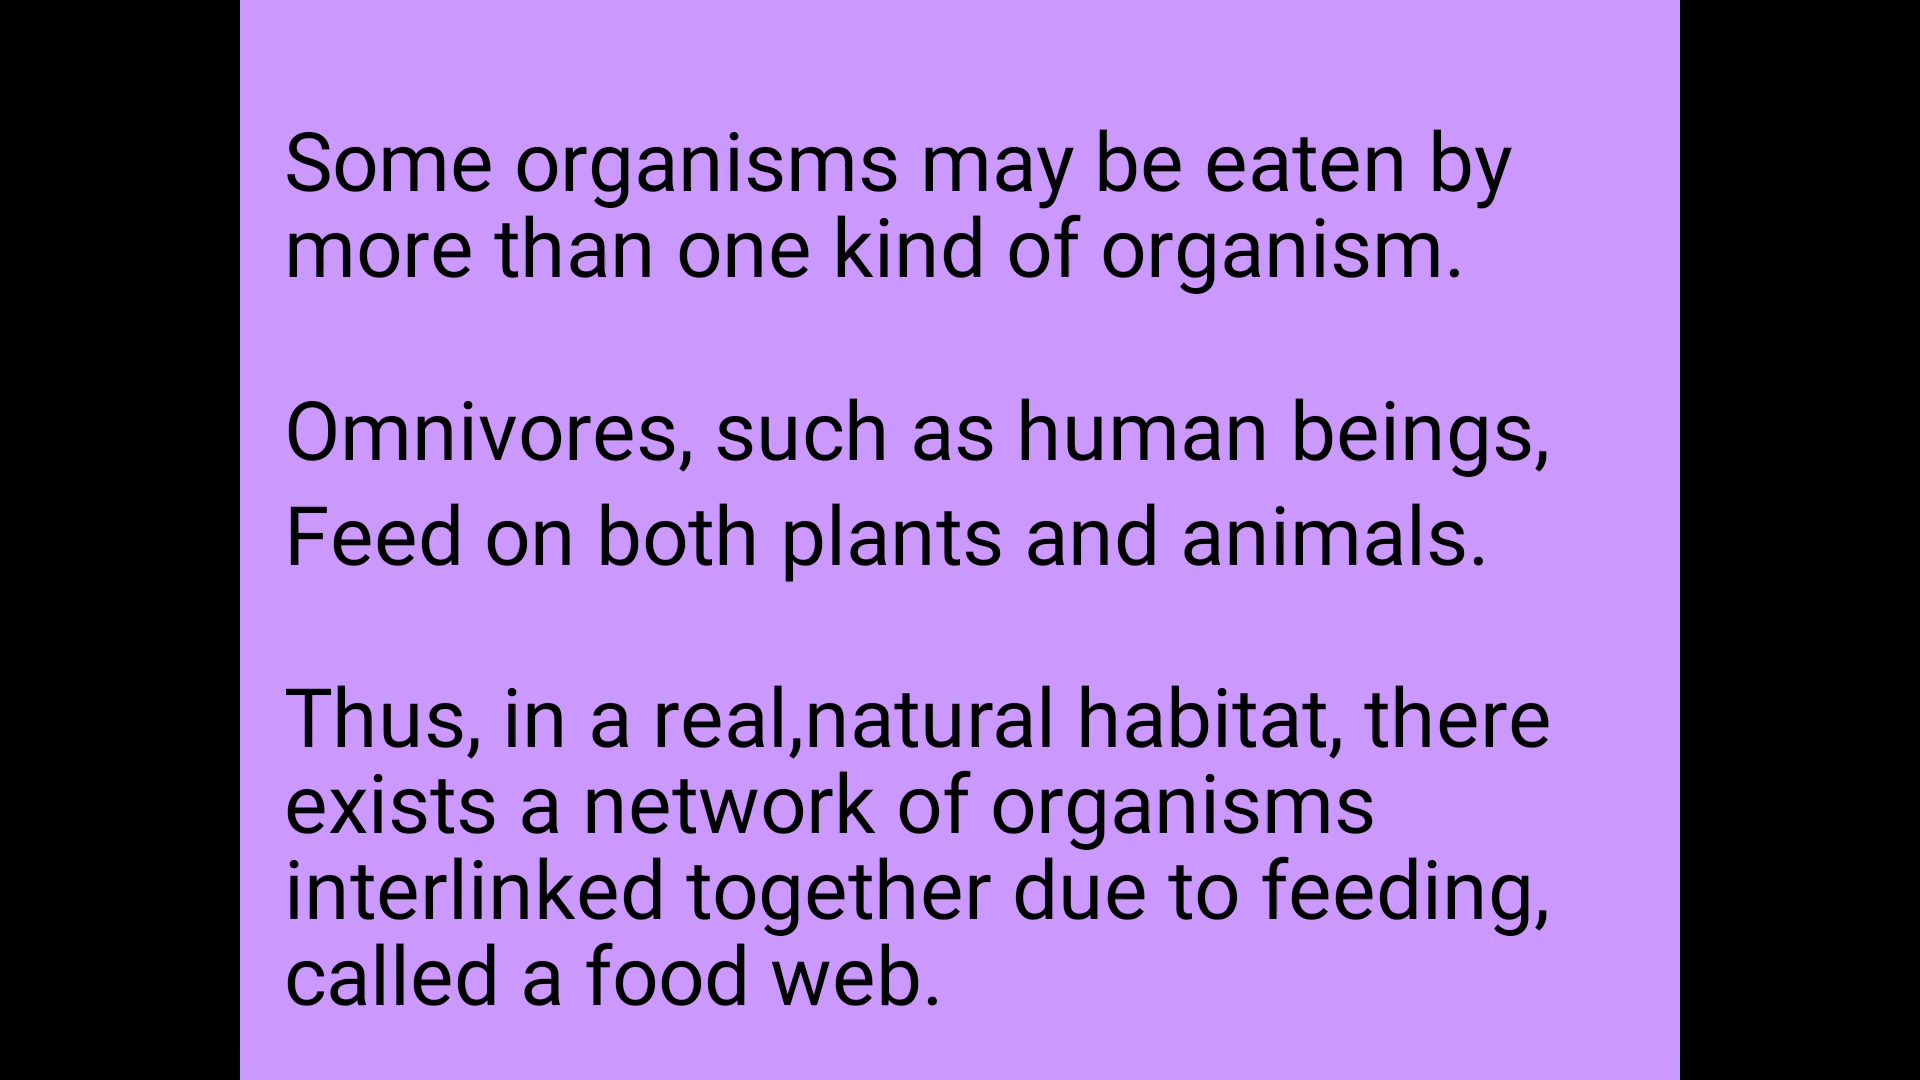 Some organisms may be eaten by
more than one kind of organism.
Omnivores, such as human beings,
Feed on both plants and animals.
Thus, in a real,natural habitat, there
exists a network of organisms
interlinked together due to feeding,
called a food web.